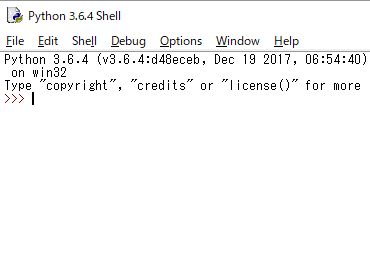 Python 3.6.4 Shell
File Edit Shell Debug Options Window Help
Python 3.6.4 (v3.6.4:d48eceb, Dec 19 2017, 06:54:40)
on win32
Type "copyright", "credits" or "license()" for more
>>>